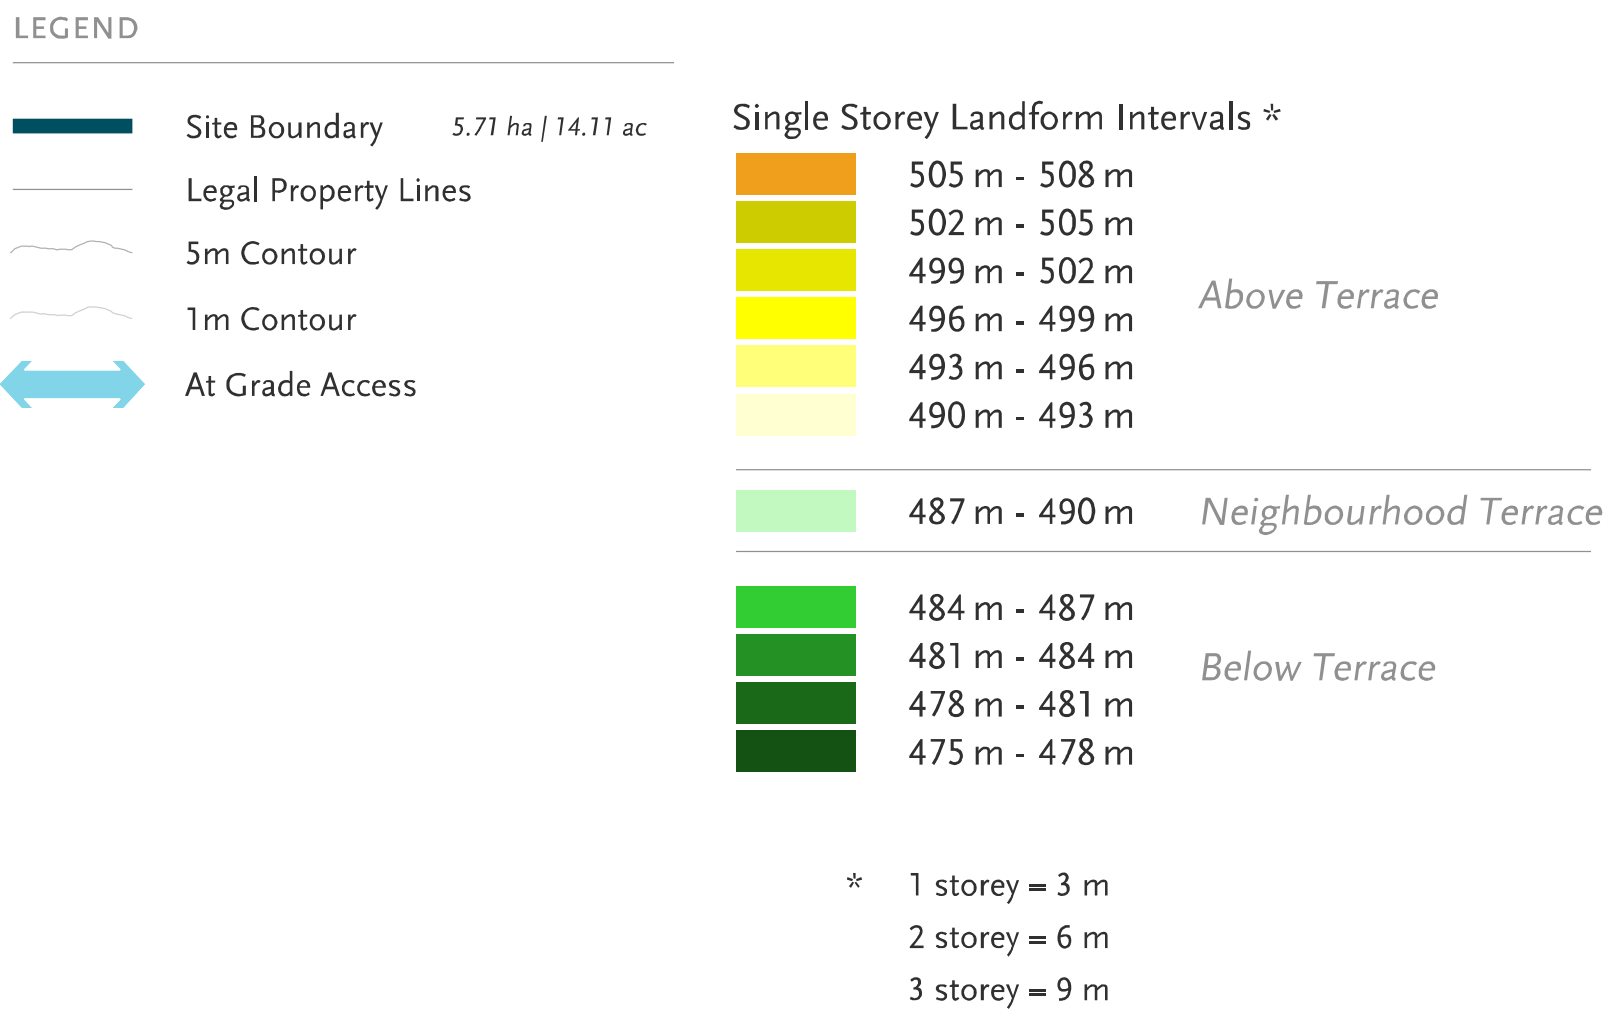 LEGEND
Site Boundary 5.71 ha | 14.11 ac
Legal Property Lines
5m Contour
1m Contour
At Grade Access
Single Storey Landform Intervals *
505 m - 508 m
502 m - 505 m
499 m - 502 m
Above Terrace
496 m - 499 m
493 m - 496 m
490 m - 493 m
487 m - 490 m Neighbourhood Terrace
484 m - 487 m
481 m - 484 m
Below Terrace
478 m - 481 m
475 m - 478 m
* 1 storey = 3 m
2 storey = 6 m
3 storey = 9 m